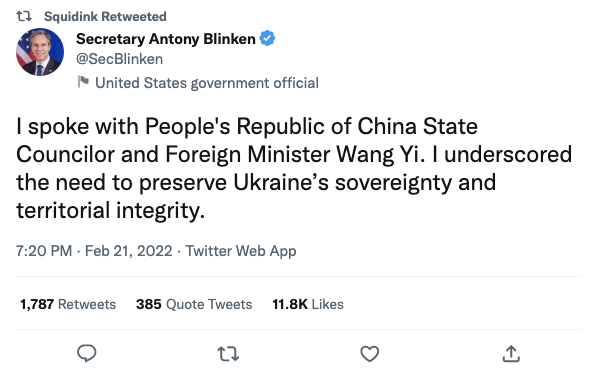 Squidink Retweeted
Secretary Antony Blinken
@SecBlinken
United States government official
I spoke with People's Republic of China State
Councilor and Foreign Minister Wang Yi. I underscored
the need to preserve Ukraine’s sovereignty and
territorial integrity.
7:20 PM · Feb 21, 2022 · Twitter Web App
1,787 Retweets 385 Quote Tweets 11.8K Likes